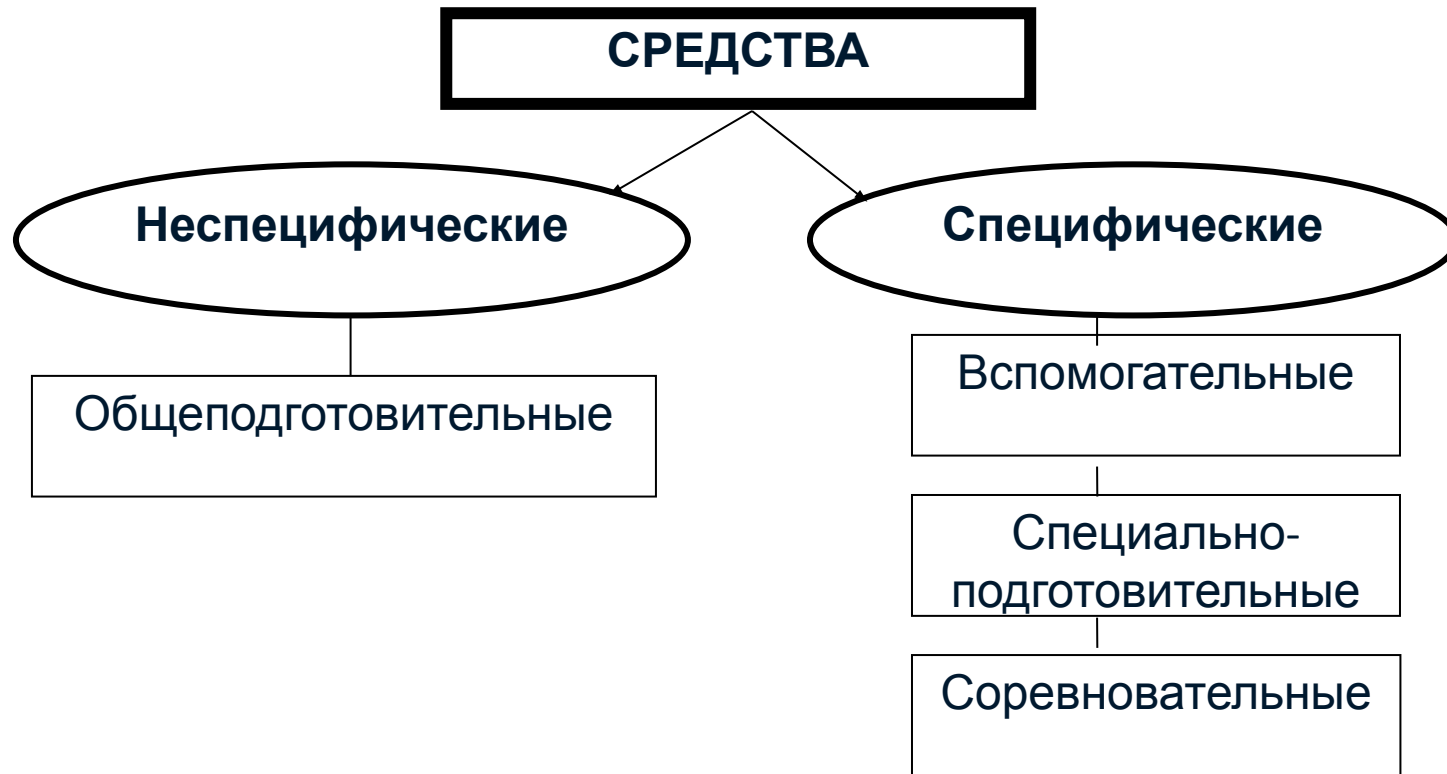 СРЕДСТВА
Неспецифические
Специфические
Общеподготовительные
Вспомогательные
Специально-
подготовительные
Соревновательные